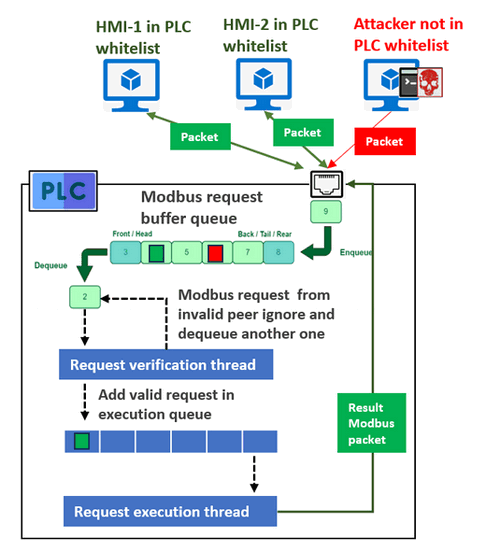 HMI-1 in PLC
whitelist
HMI-2 in PLC
whitelist
Attacker not in
PLC whitelist
Packet
Packet
Packet
PLC
Modbus request
buffer queue
9
Front / Head
Back / Tail / Rear
Enqueue
3
5
7
8
Dequeue
2
Modbus request from
invalid peer ignore and
dequeue another one
Request verification thread
Add valid request in
execution queue
Result
Modbus
packet
Request execution thread